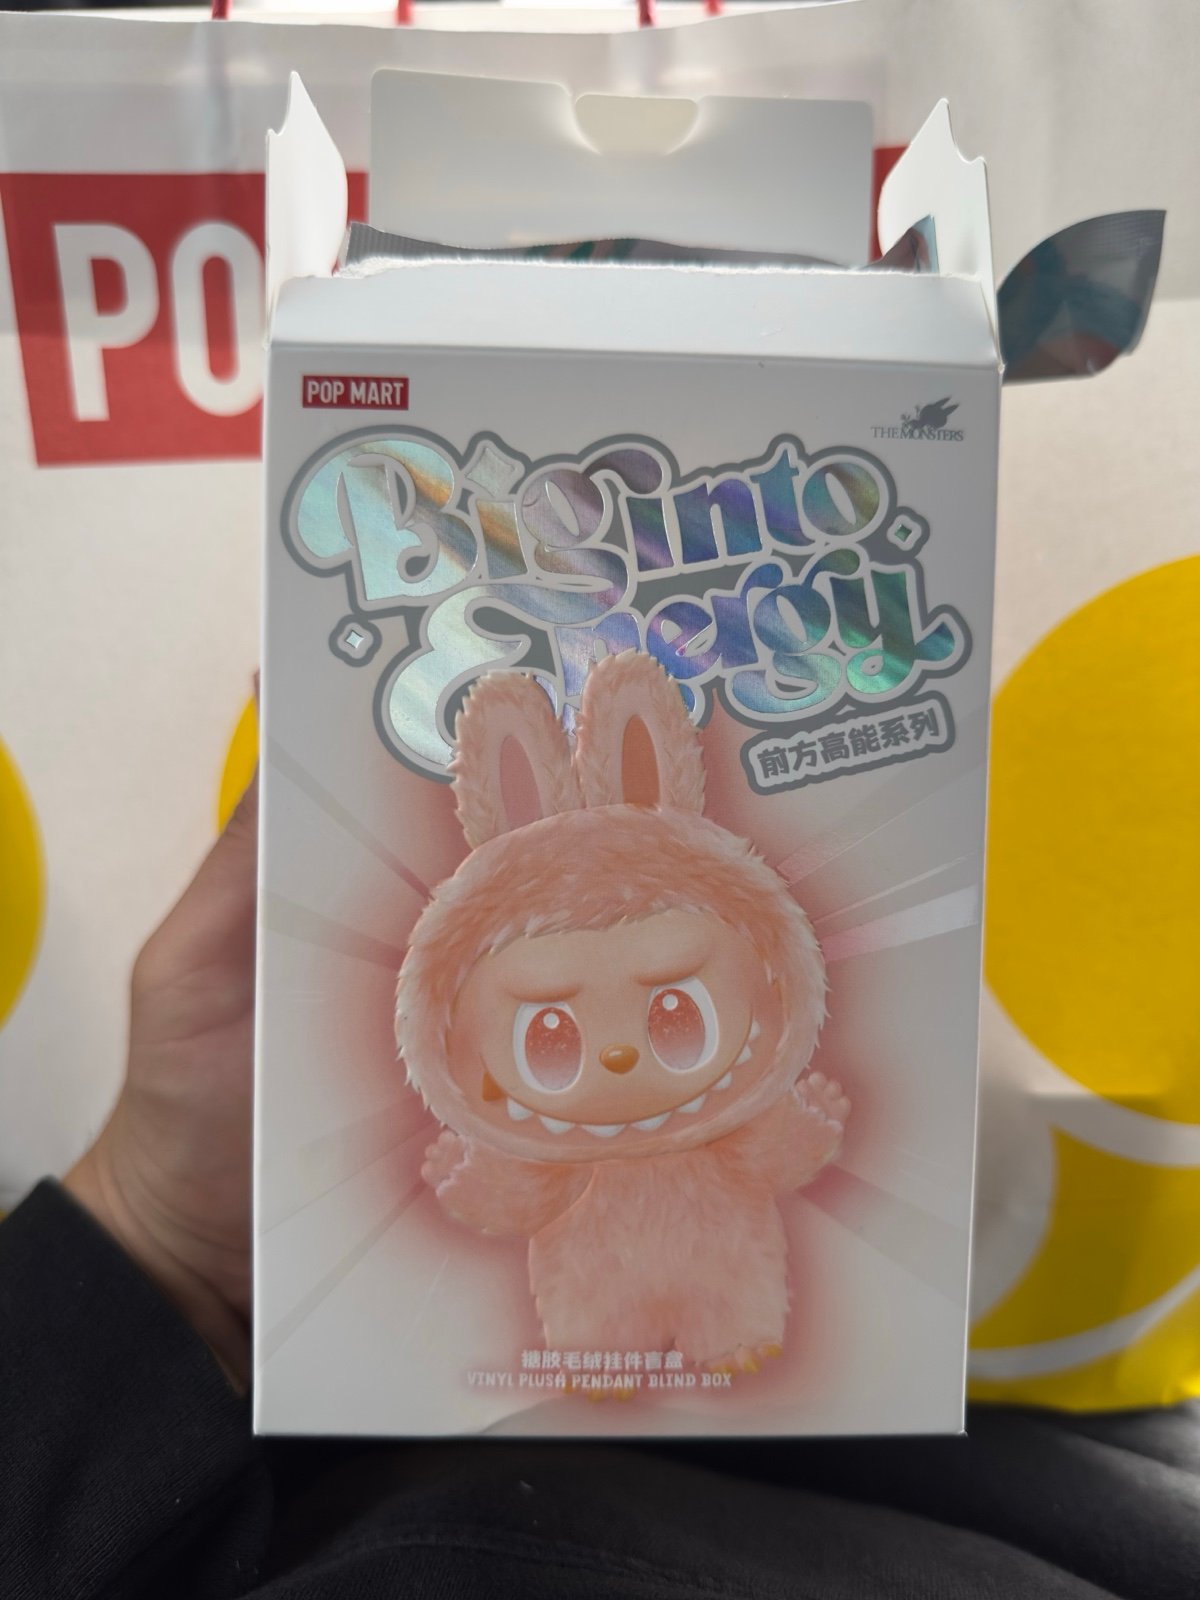 PO
POP MART
THE MONSTERS
Big into
Energy
前方高能系列
搪胶毛绒挂件盲盒
VINYL PLUSH PENDANT BLIND BOX